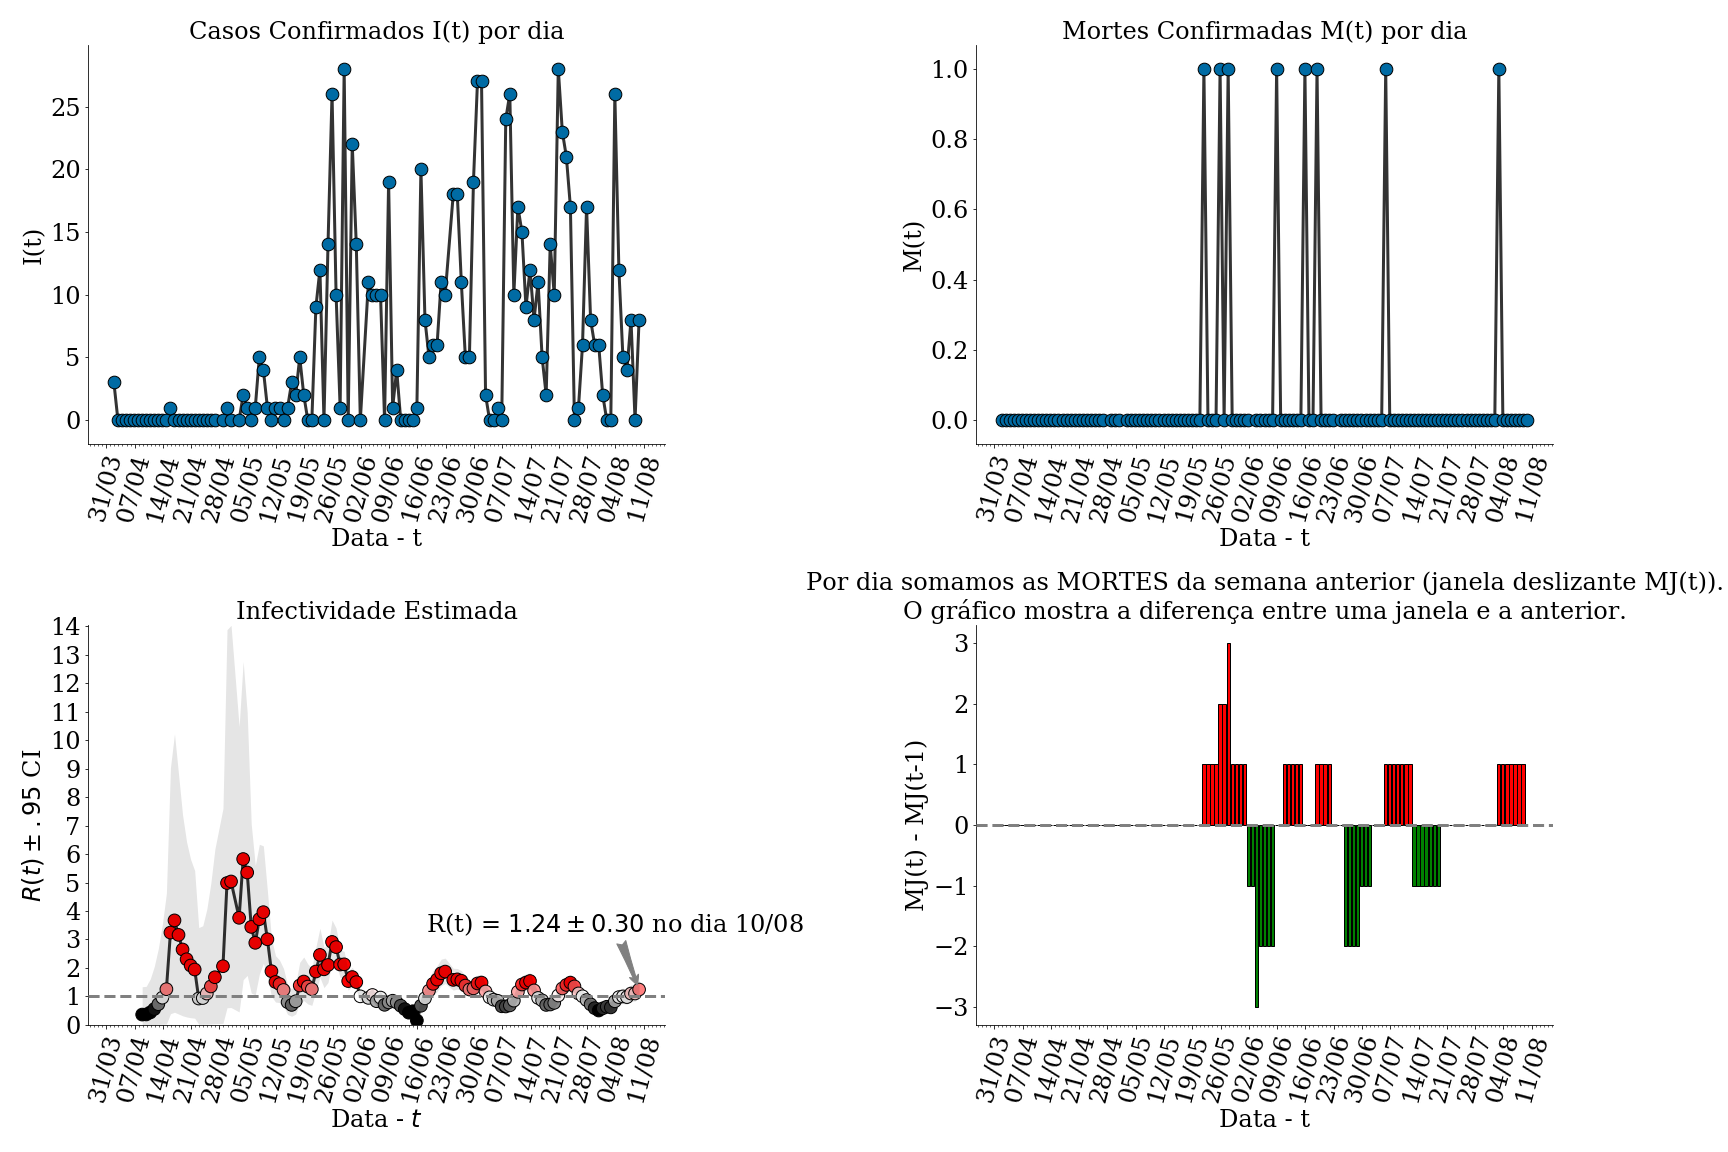 Casos Confirmados I(t) por dia
I(t)
25
20
15
10
5
0
31/03 07/04 14/04 21/04 28/04 05/05 12/05 19/05 26/05 02/06 09/06 16/06 23/06 30/06 07/07 14/07 21/07 28/07 04/08 11/08
Data - t
Mortes Confirmadas M(t) por dia
M(t)
1.0
0.8
0.6
0.4
0.2
0.0
31/03 07/04 14/04 21/04 28/04 05/05 12/05 19/05 26/05 02/06 09/06 16/06 23/06 30/06 07/07 14/07 21/07 28/07 04/08 11/08
Data - t
Infectividade Estimada
R(t) ± .95 CI
14
13
12
11
10
9
8
7
6
5
4
3
2
1
0
R(t) = 1.24 ± 0.30 no dia 10/08
31/03 07/04 14/04 21/04 28/04 05/05 12/05 19/05 26/05 02/06 09/06 16/06 23/06 30/06 07/07 14/07 21/07 28/07 04/08 11/08
Data - t
Por dia somamos as MORTES da semana anterior (janela deslizante MJ(t)).
O gráfico mostra a diferença entre uma janela e a anterior.
MJ(t) - MJ(t-1)
3
2
1
0
−1
−2
−3
31/03 07/04 14/04 21/04 28/04 05/05 12/05 19/05 26/05 02/06 09/06 16/06 23/06 30/06 07/07 14/07 21/07 28/07 04/08 11/08
Data - t